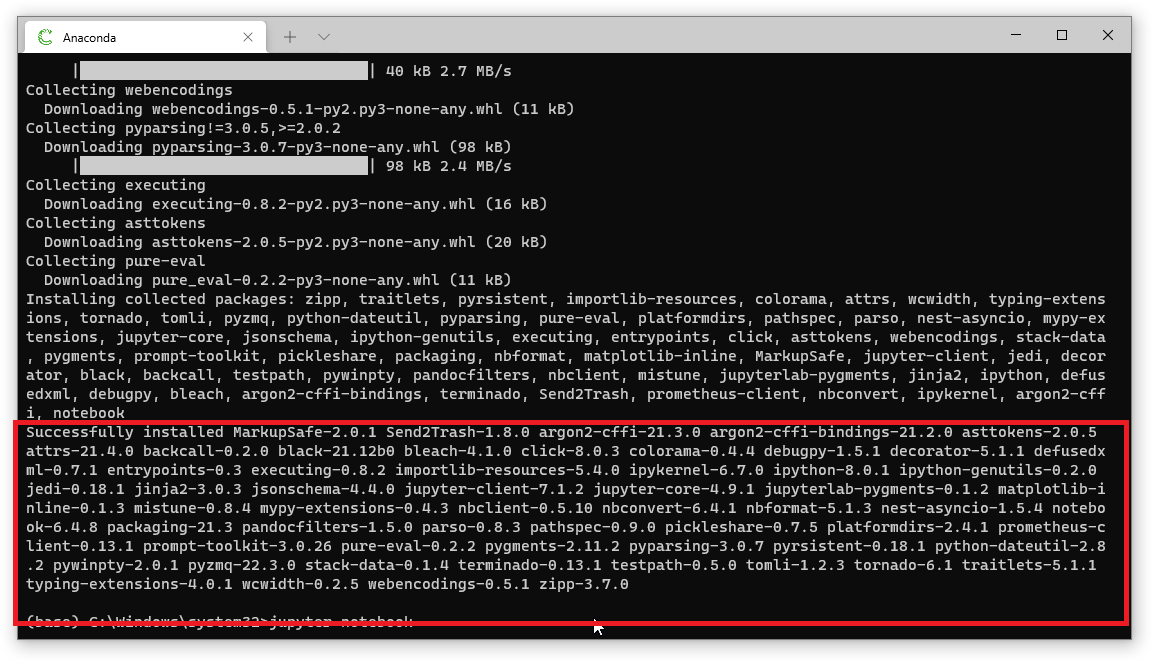 Anaconda
| | 40 kB 2.7 MB/s
Collecting webencodings
Downloading webencodings-0.5.1-py2.py3-none-any.whl (11 kB)
Collecting pyparsing!=3.0.5,>=2.0.2
Downloading pyparsing-3.0.7-py3-none-any.whl (98 kB)
| | 98 kB 2.4 MB/s
Collecting executing
Downloading executing-0.8.2-py2.py3-none-any.whl (16 kB)
Collecting asttokens
Downloading asttokens-2.0.5-py2.py3-none-any.whl (20 kB)
Collecting pure-eval
Downloading pure_eval-0.2.2-py3-none-any.whl (11 kB)
Installing collected packages: zipp, traitlets, pyrsistent, importlib-resources, colorama, attrs, wcwidth, typing-extens
ions, tornado, tomli, pyzmq, python-dateutil, pyparsing, pure-eval, platformdirs, pathspec, parso, nest-asyncio, mypy-ex
tensions, jupyter-core, jsonschema, ipython-genutils, executing, entrypoints, click, asttokens, webencodings, stack-data
, pygments, prompt-toolkit, pickleshare, packaging, nbformat, matplotlib-inline, MarkupSafe, jupyter-client, jedi, decor
ator, black, backcall, testpath, pywinpty, pandocfilters, nbclient, mistune, jupyterlab-pygments, jinja2, ipython, defus
edxml, debugpy, bleach, argon2-cffi-bindings, terminado, Send2Trash, prometheus-client, nbconvert, ipykernel, argon2-cff
i, notebook
Successfully installed MarkupSafe-2.0.1 Send2Trash-1.8.0 argon2-cffi-21.3.0 argon2-cffi-bindings-21.2.0 asttokens-2.0.5
attrs-21.4.0 backcall-0.2.0 black-21.12b0 bleach-4.1.0 click-8.0.3 colorama-0.4.4 debugpy-1.5.1 decorator-5.1.1 defusedx
ml-0.7.1 entrypoints-0.3 executing-0.8.2 importlib-resources-5.4.0 ipykernel-6.7.0 ipython-8.0.1 ipython-genutils-0.2.0
jedi-0.18.1 jinja2-3.0.3 jsonschema-4.4.0 jupyter-client-7.1.2 jupyter-core-4.9.1 jupyterlab-pygments-0.1.2 matplotlib-i
nline-0.1.3 mistune-0.8.4 mypy-extensions-0.4.3 nbclient-0.5.10 nbconvert-6.4.1 nbformat-5.1.3 nest-asyncio-1.5.4 notebo
ok-6.4.8 packaging-21.3 pandocfilters-1.5.0 parso-0.8.3 pathspec-0.9.0 pickleshare-0.7.5 platformdirs-2.4.1 prometheus-c
lient-0.13.1 prompt-toolkit-3.0.26 pure-eval-0.2.2 pygments-2.11.2 pyparsing-3.0.7 pyrsistent-0.18.1 python-dateutil-2.8
.2 pywinpty-2.0.1 pyzmq-22.3.0 stack-data-0.1.4 terminado-0.13.1 testpath-0.5.0 tomli-1.2.3 tornado-6.1 traitlets-5.1.1
typing-extensions-4.0.1 wcwidth-0.2.5 webencodings-0.5.1 zipp-3.7.0
(base) C:\Windows\system32>jupyter notebook